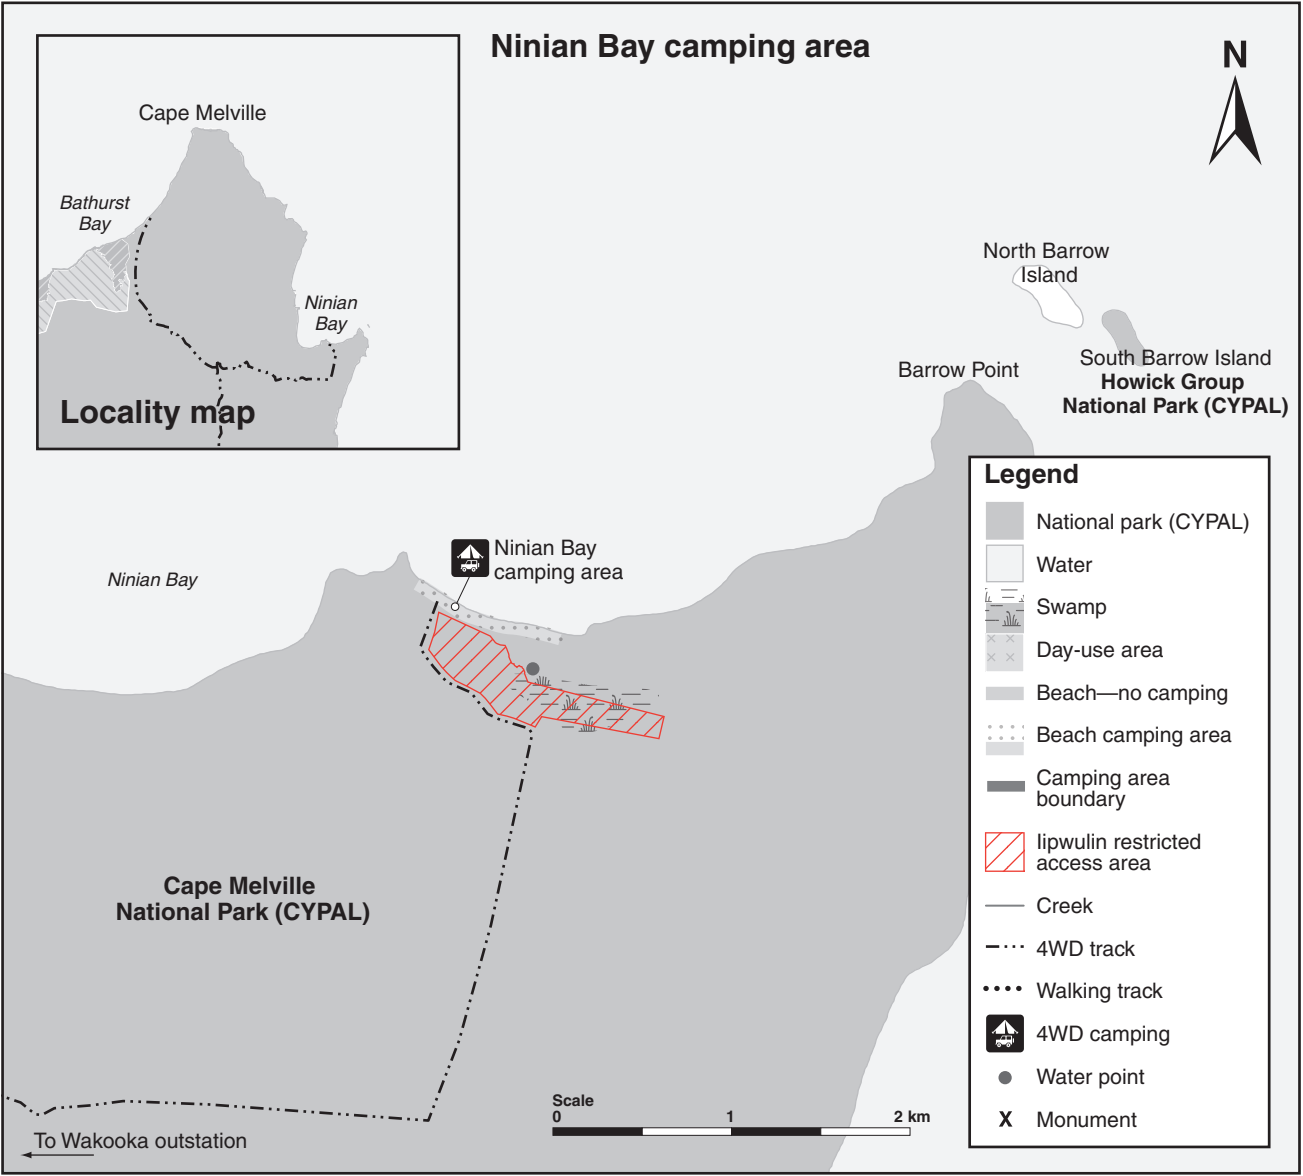 Ninian Bay camping area
N
Cape Melville
Bathurst
Bay
Ninian
Bay
Locality map
North Barrow
Island
South Barrow Island
Howick Group
National Park (CYPAL)
Barrow Point
Ninian Bay
Ninian Bay
camping area
Cape Melville
National Park (CYPAL)
To Wakooka outstation
Scale
0 1 2 km
Legend
National park (CYPAL)
Water
Swamp
Day-use area
Beach—no camping
Beach camping area
Camping area
boundary
Iipwulin restricted
access area
Creek
4WD track
Walking track
4WD camping
Water point
X Monument